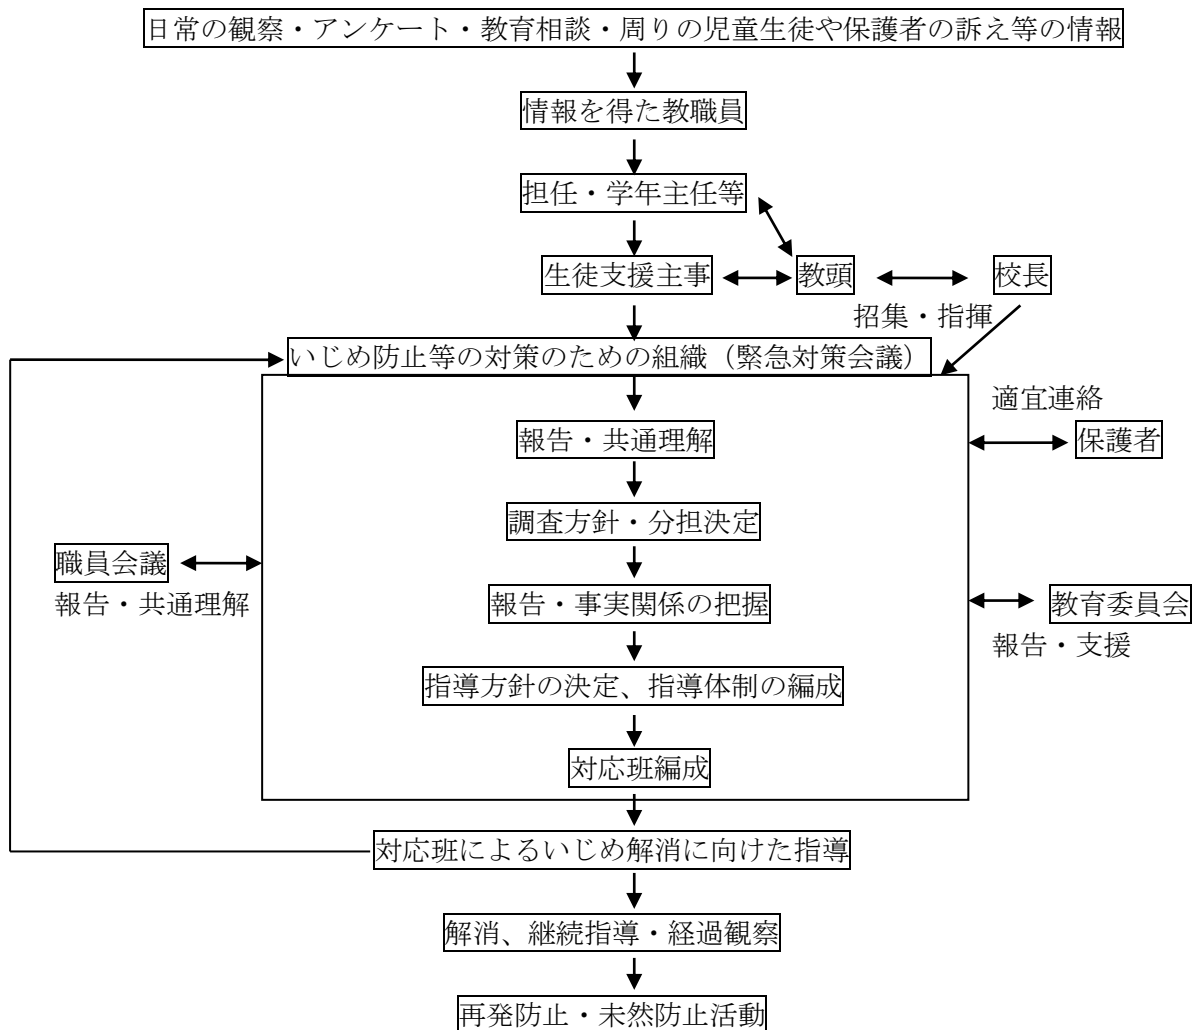 日常の観察・アンケート・教育相談・周りの児童生徒や保護者の訴え等の情報
情報を得た教職員
担任・学年主任等
生徒支援主事
教頭
校長
招集・指揮
いじめ防止等の対策のための組織（緊急対策会議）
適宜連絡
報告・共通理解
保護者
調査方針・分担決定
職員会議
報告・共通理解
報告・事実関係の把握
教育委員会
報告・支援
指導方針の決定、指導体制の編成
対応班編成
対応班によるいじめ解消に向けた指導
解消、継続指導・経過観察
再発防止・未然防止活動